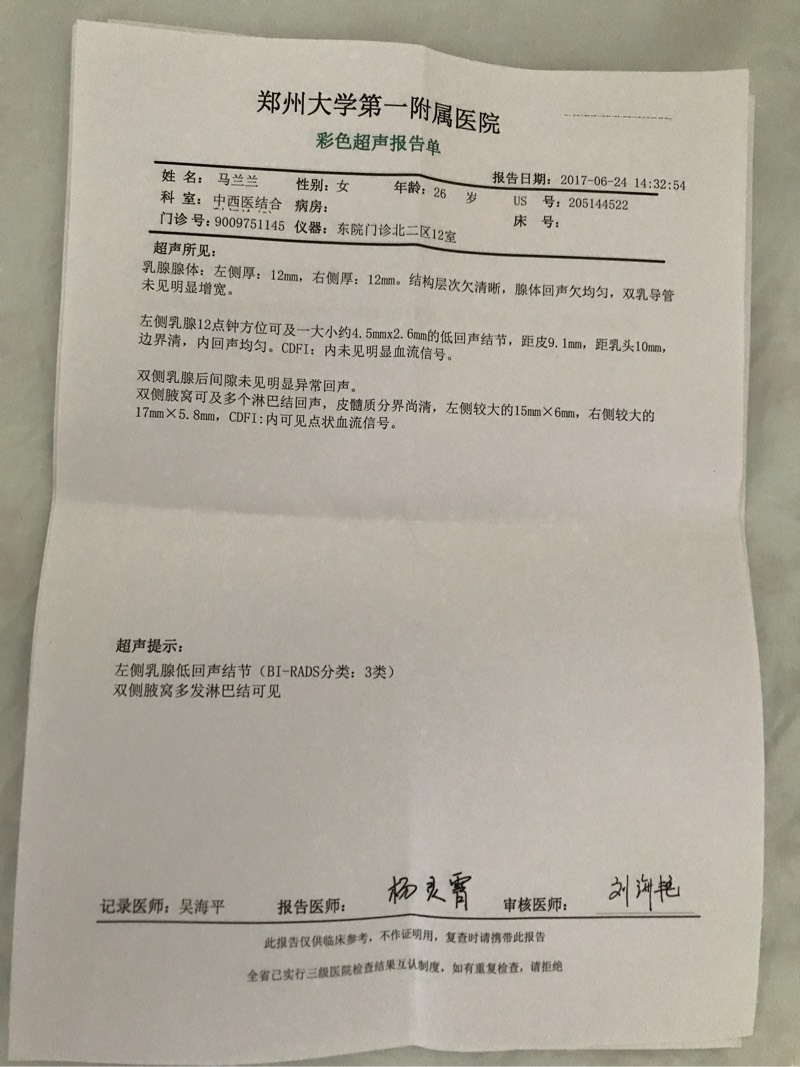 郑州大学第一附属医院
彩色超声报告单
姓 名： 马兰兰 性别：女 年龄：26 岁 报告日期：2017-06-24 14:32:54
科 室： 中西医结合 病房： US 号：205144522
门诊号：9009751145 仪器：东院门诊北二区12室 床 号：
超声所见：
乳腺腺体：左侧厚：12mm，右侧厚：12mm。结构层次欠清晰，腺体回声欠均匀，双乳导管
未见明显增宽。
左侧乳腺12点钟方位可及一大小约4.5mmx2.6mm的低回声结节，距皮9.1mm，距乳头10mm，
边界清，内回声均匀。CDFI：内未见明显血流信号。
双侧乳腺后间隙未见明显异常回声。
双侧腋窝可及多个淋巴结回声，皮髓质分界尚清，左侧较大的15mm×6mm，右侧较大的
17mm×5.8mm，CDFI:内可见点状血流信号。
超声提示：
左侧乳腺低回声结节（BI-RADS分类：3类）
双侧腋窝多发淋巴结可见
记录医师：吴海平 报告医师： 杨灵霄 审核医师： 刘海艳
此报告仅供临床参考，不作证明用，复查时请携带此报告
全省已实行三级医院检查结果互认制度，如有重复检查，请拒绝